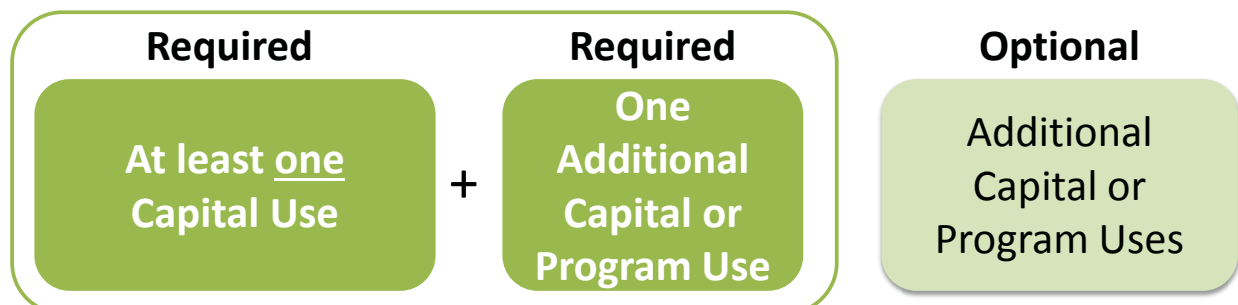 Required
At least one
Capital Use
+
Required
One
Additional
Capital or
Program Use
Optional
Additional
Capital or
Program Uses